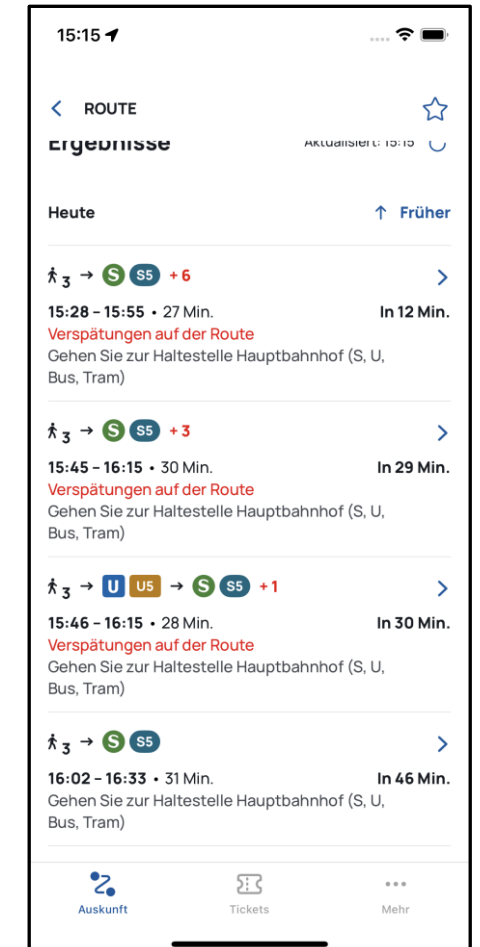 15:15
ROUTE
Ergebnisse Aktualisiert: 15:15
Heute Früher
3 → S S5 +6
15:28 – 15:55 • 27 Min. In 12 Min.
Verspätungen auf der Route
Gehen Sie zur Haltestelle Hauptbahnhof (S, U,
Bus, Tram)
3 → S S5 +3
15:45 – 16:15 • 30 Min. In 29 Min.
Verspätungen auf der Route
Gehen Sie zur Haltestelle Hauptbahnhof (S, U,
Bus, Tram)
3 → U U5 → S S5 +1
15:46 – 16:15 • 28 Min. In 30 Min.
Verspätungen auf der Route
Gehen Sie zur Haltestelle Hauptbahnhof (S, U,
Bus, Tram)
3 → S S5
16:02 – 16:33 • 31 Min. In 46 Min.
Gehen Sie zur Haltestelle Hauptbahnhof (S, U,
Bus, Tram)
Auskunft Tickets Mehr